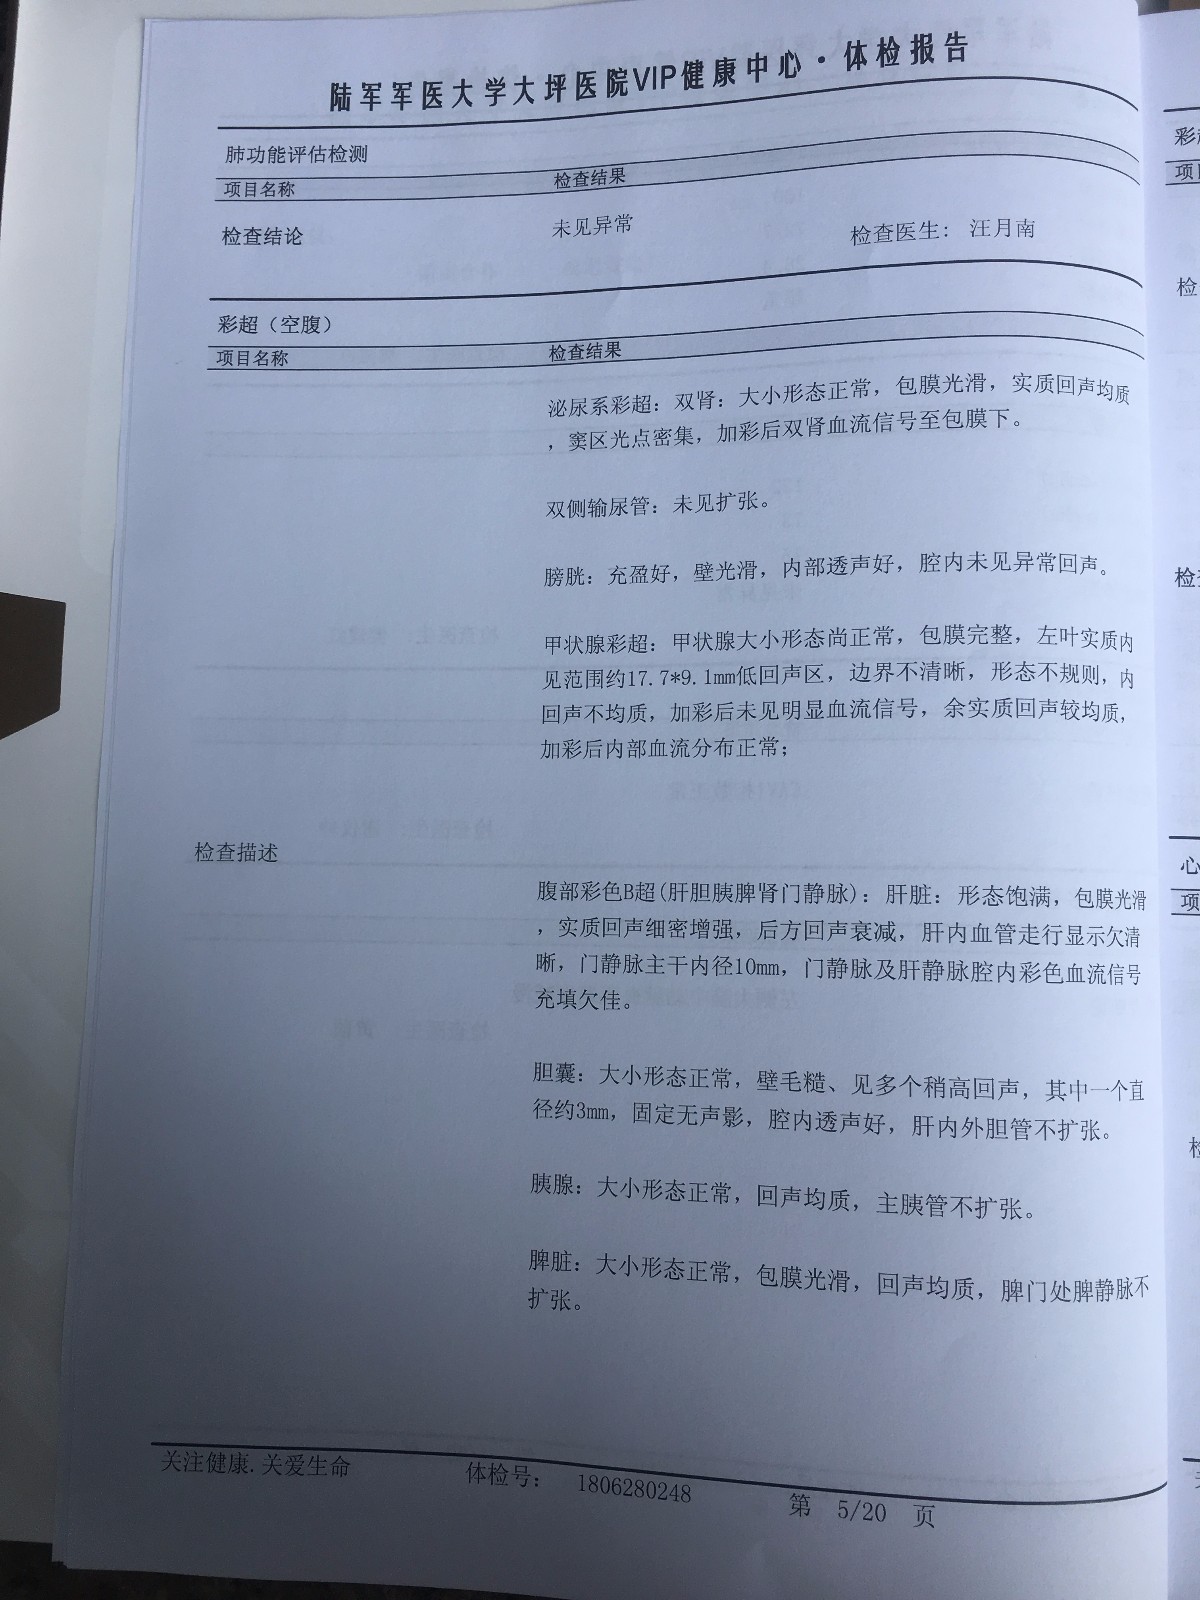 陆军军医大学大坪医院VIP健康中心·体检报告
肺功能评估检测
项目名称 检查结果
检查结论 未见异常 检查医生: 汪月南
彩超（空腹）
项目名称 检查结果
泌尿系彩超: 双肾: 大小形态正常, 包膜光滑, 实质回声均质
, 窦区光点密集, 加彩后双肾血流信号至包膜下。
双侧输尿管: 未见扩张。
膀胱: 充盈好, 壁光滑, 内部透声好, 腔内未见异常回声。
甲状腺彩超: 甲状腺大小形态尚正常, 包膜完整, 左叶实质内
见范围约17.7*9.1mm低回声区, 边界不清晰, 形态不规则, 内
回声不均质, 加彩后未见明显血流信号, 余实质回声较均质,
加彩后内部血流分布正常;
检查描述
腹部彩色B超(肝胆胰脾肾门静脉): 肝脏: 形态饱满, 包膜光滑
, 实质回声细密增强, 后方回声衰减, 肝内血管走行显示欠清
晰, 门静脉主干内径10mm, 门静脉及肝静脉腔内彩色血流信号
充填欠佳。
胆囊: 大小形态正常, 壁毛糙、见多个稍高回声, 其中一个直
径约3mm, 固定无声影, 腔内透声好, 肝内外胆管不扩张。
胰腺: 大小形态正常, 回声均质, 主胰管不扩张。
脾脏: 大小形态正常, 包膜光滑, 回声均质, 脾门处脾静脉不
扩张。
关注健康.关爱生命 体检号: 1806280248 第 5/20 页
彩
项
检
检
心
项